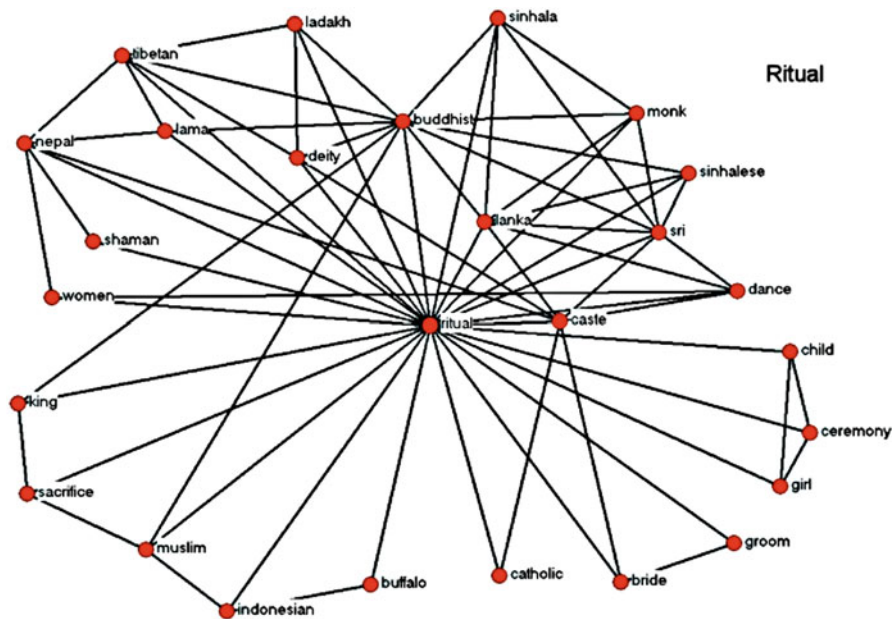 ladakh
sinhala
tibetan
Ritual
monk
buddhist
lama
nepal
deity
sinhalese
lanka
sri
shaman
dance
women
ritual
caste
child
king
ceremony
girl
sacrifice
groom
muslim
catholic
bride
buffalo
indonesian